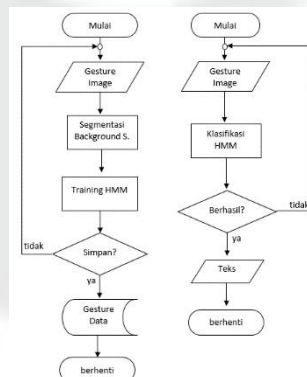 Mulai
Gesture
Image
Segmentasi
Background S.
Training HMM
tidak
Simpan?
ya
Gesture
Data
berhenti
Mulai
Gesture
Image
Klasifikasi
HMM
tidak
Berhasil?
ya
Teks
berhenti